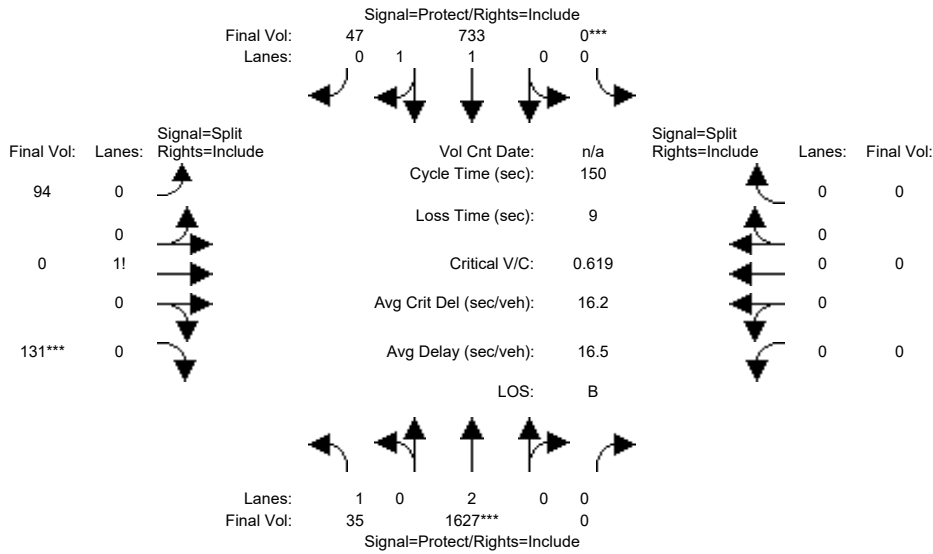 Signal=Protect/Rights=Include
Final Vol: 47 733 0***
Lanes: 0 1 1 0 0
Signal=Split Signal=Split
Final Vol: Lanes: Rights=Include Vol Cnt Date: n/a Rights=Include Lanes: Final Vol:
Cycle Time (sec): 150
94 0 0 0
Loss Time (sec): 9
0 0
0 1! Critical V/C: 0.619 0 0
0 Avg Crit Del (sec/veh): 16.2 0
131*** 0 Avg Delay (sec/veh): 16.5 0 0
LOS: B
Lanes: 1 0 2 0 0
Final Vol: 35 1627*** 0
Signal=Protect/Rights=Include